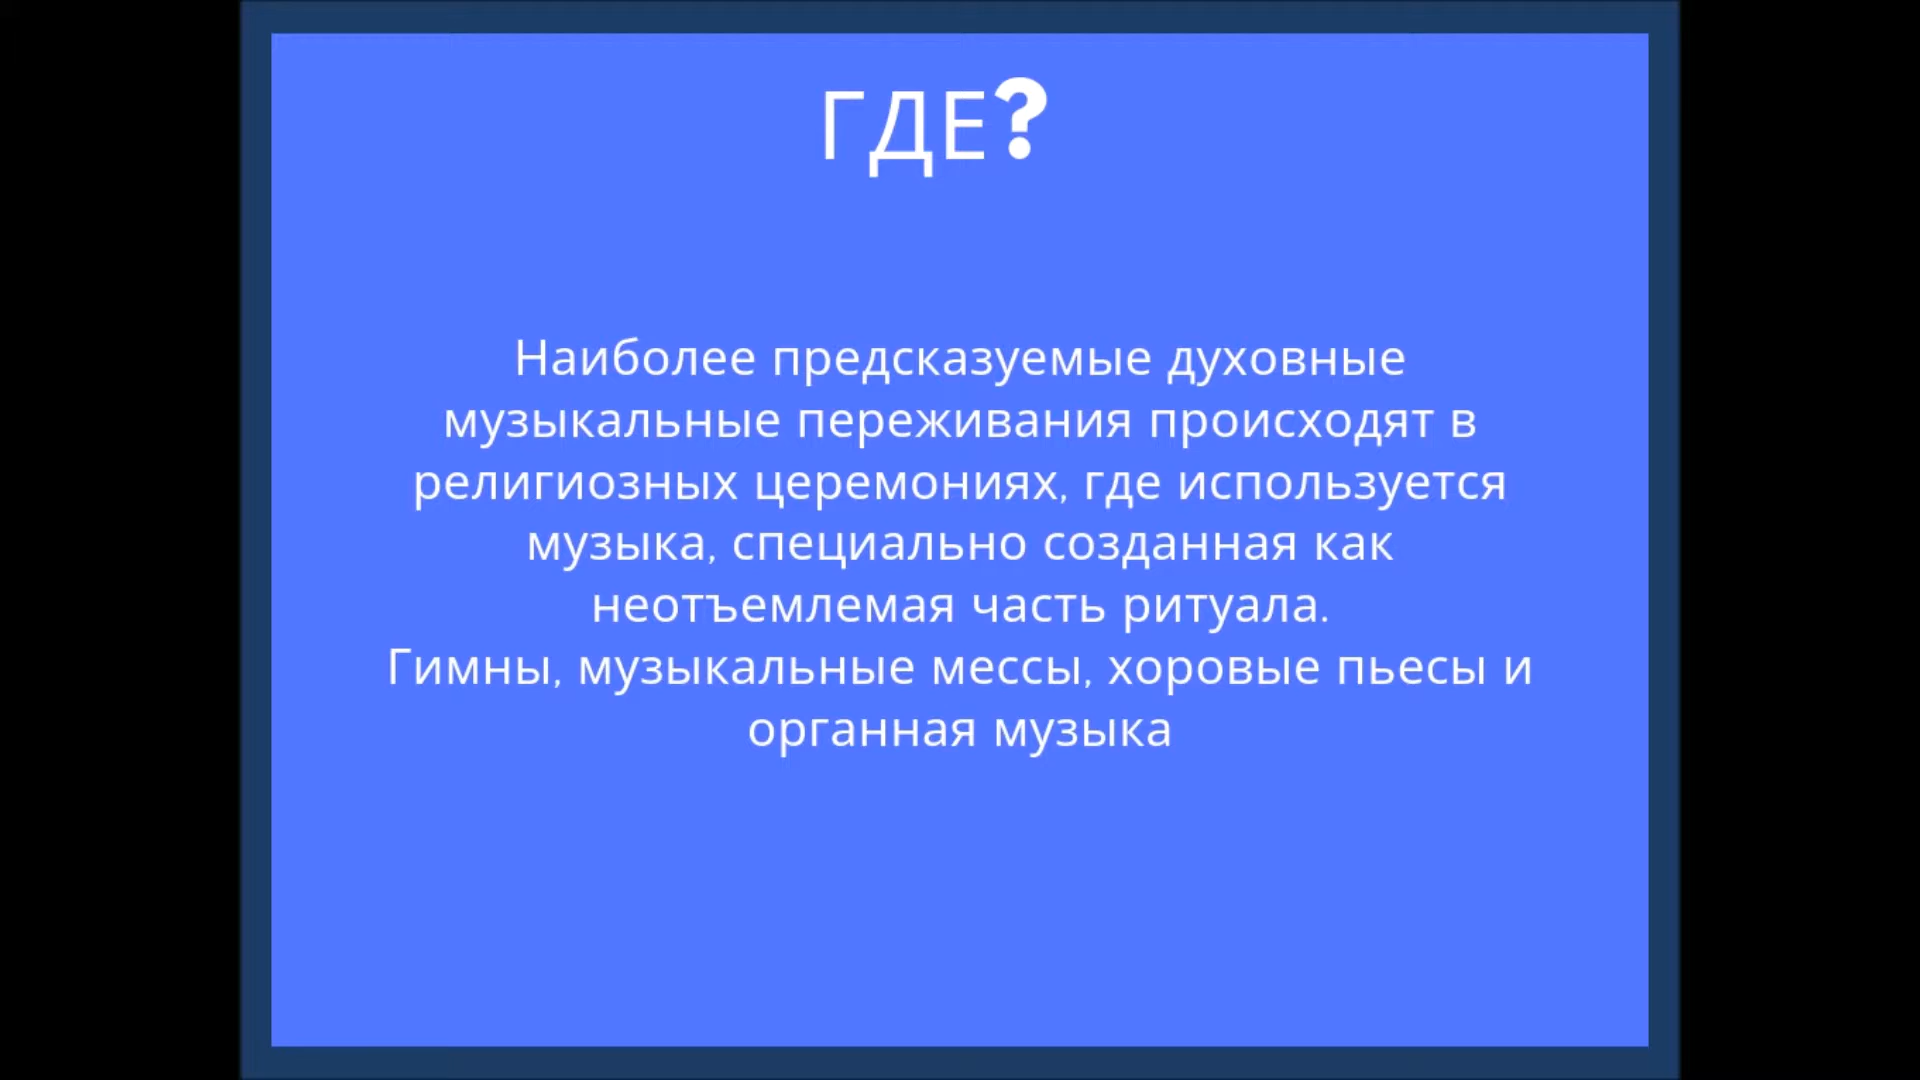 ГДЕ?
Наиболее предсказуемые духовные
музыкальные переживания происходят в
религиозных церемониях, где используется
музыка, специально созданная как
неотъемлемая часть ритуала.
Гимны, музыкальные мессы, хоровые пьесы и
органная музыка